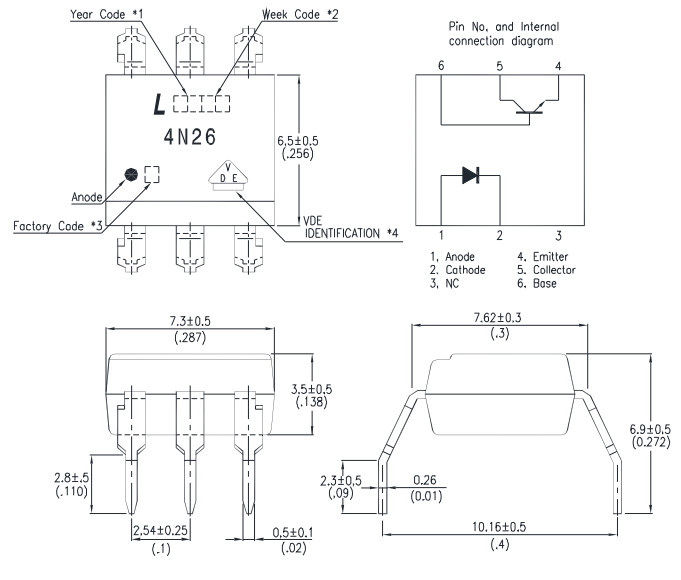 Year Code *1
Week Code *2
L
4N26
V
D E
Anode
Factory Code *3
6,5±0.5
(.256)
VDE
IDENTIFICATION *4
Pin No, and Internal
connection diagram
6 5 4
1 2 3
1, Anode 4. Emitter
2. Cathode 5. Collector
3, NC 6. Base
7.3±0.5
(.287)
3.5±0.5
(.138)
2.8±.5
(.110)
2,54±0.25
(.1)
0,5±0.1
(.02)
7.62±0.3
(.3)
6.9±0,5
(0.272)
2.3±0,5
(.09)
0.26
(0.01)
10.16±0.5
(.4)